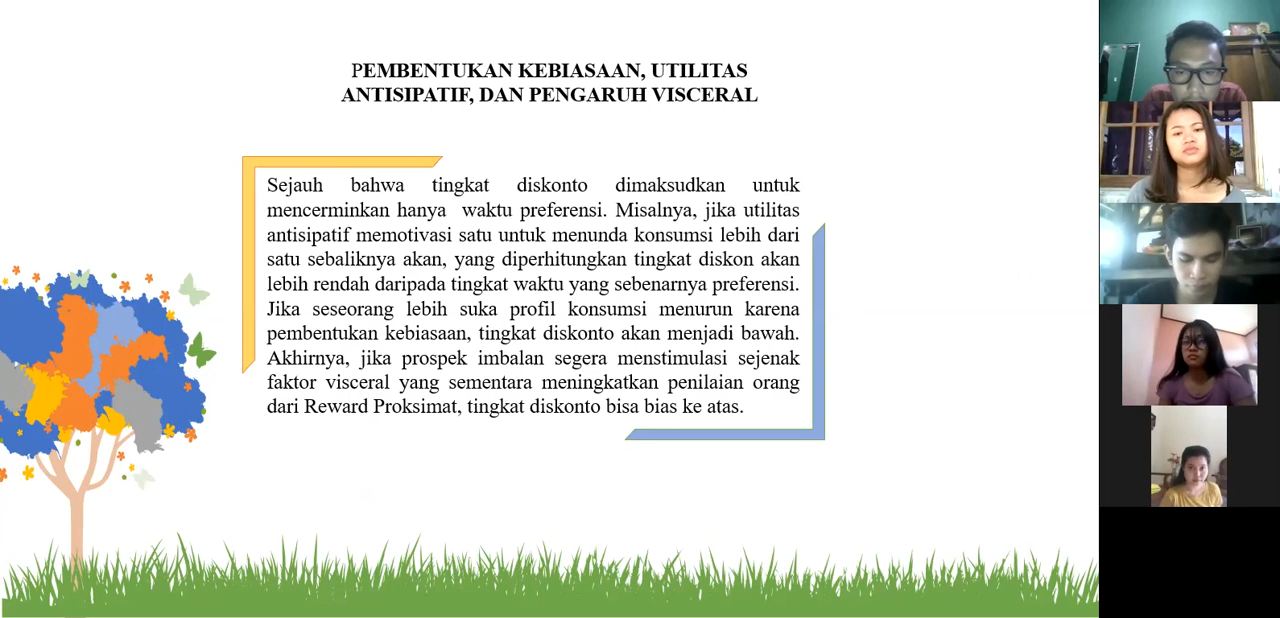 PEMBENTUKAN KEBIASAAN, UTILITAS
ANTISIPATIF, DAN PENGARUH VISCERAL
Sejauh bahwa tingkat diskonto dimaksudkan untuk
mencerminkan hanya waktu preferensi. Misalnya, jika utilitas
antisipatif memotivasi satu untuk menunda konsumsi lebih dari
satu sebaliknya akan, yang diperhitungkan tingkat diskon akan
lebih rendah daripada tingkat waktu yang sebenarnya preferensi.
Jika seseorang lebih suka profil konsumsi menurun karena
pembentukan kebiasaan, tingkat diskonto akan menjadi bawah.
Akhirnya, jika prospek imbalan segera menstimulasi sejenak
faktor visceral yang sementara meningkatkan penilaian orang
dari Reward Proksimat, tingkat diskonto bisa bias ke atas.